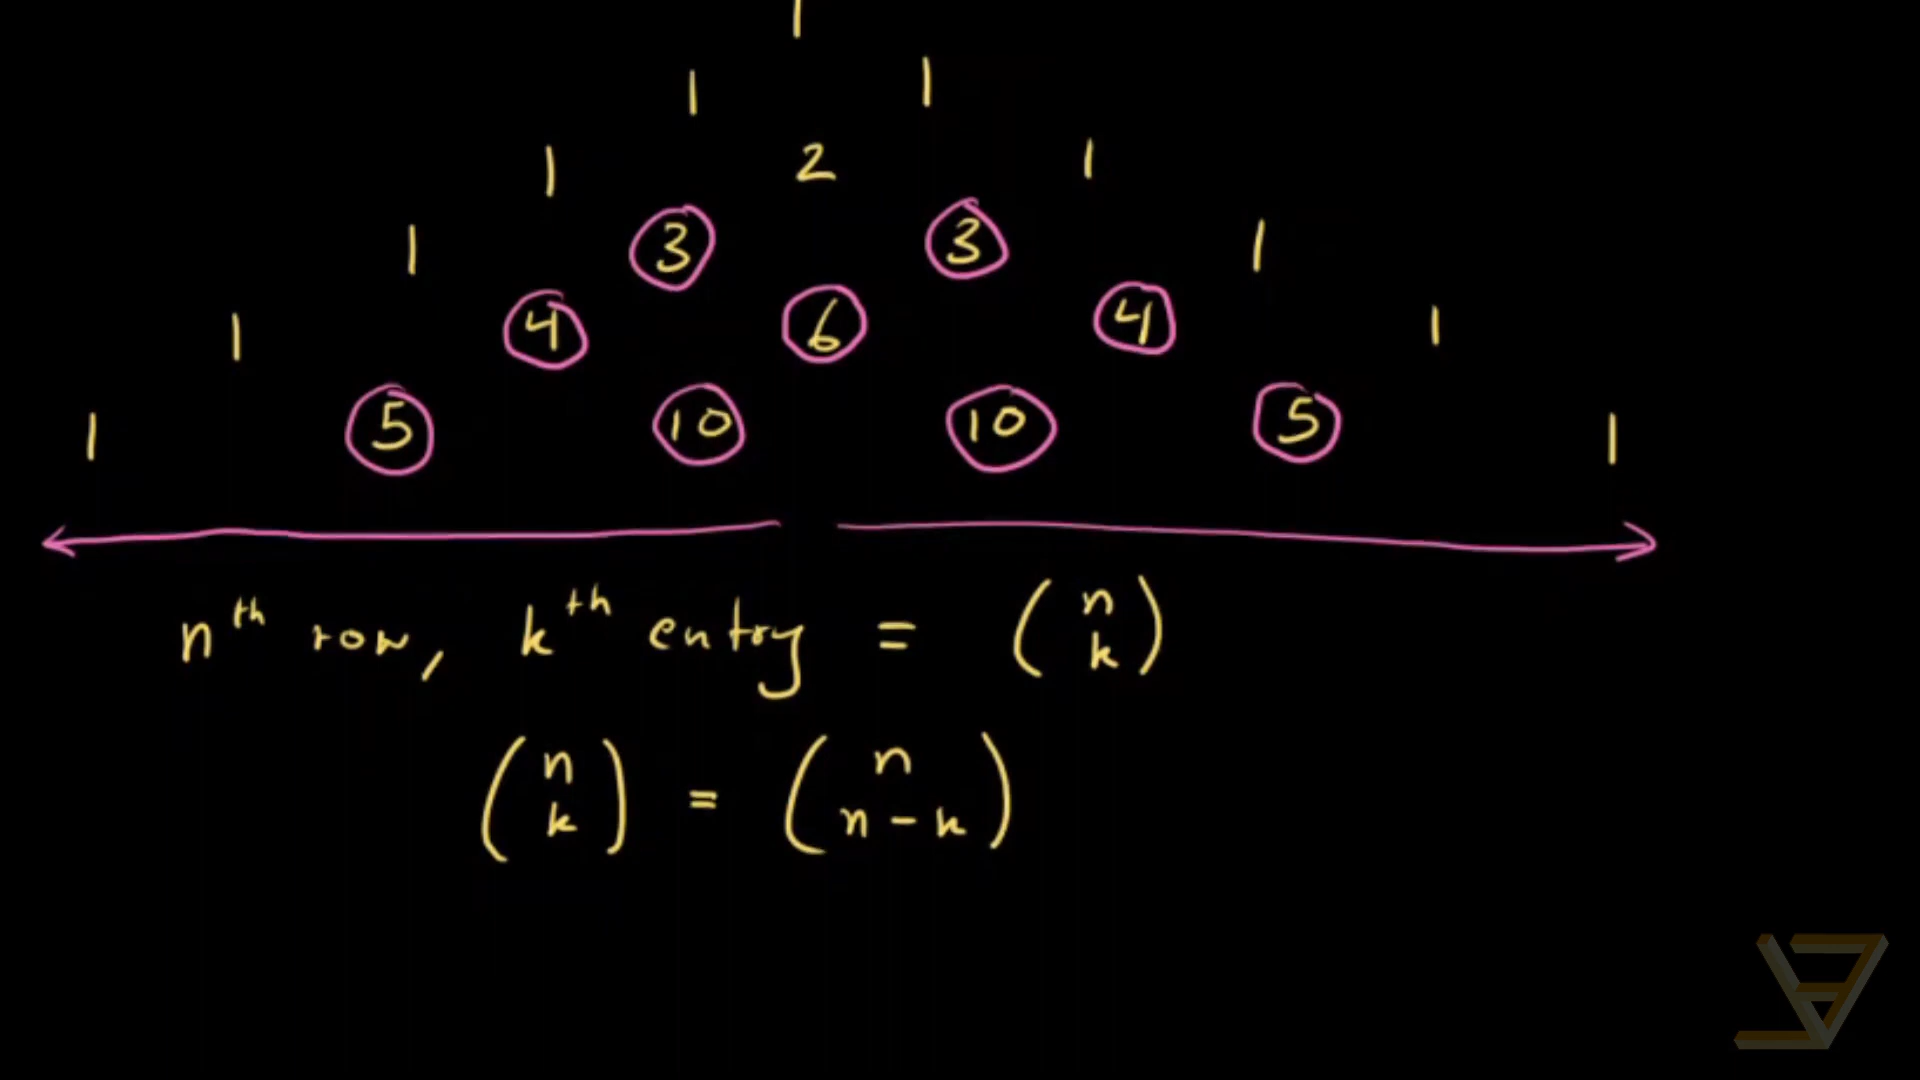 1
1 1
1 2 1
1 3 3 1
1 4 6 4 1
1 5 10 10 5 1
nᵗʰ row, kᵗʰ entry = (n k)
(n k) = (n n-k)